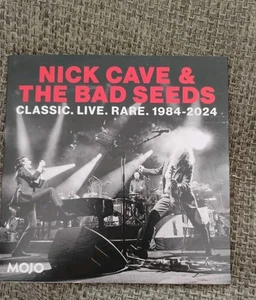 NICK CAVE &
THE BAD SEEDS
CLASSIC. LIVE. RARE. 1984-2024
MOJO